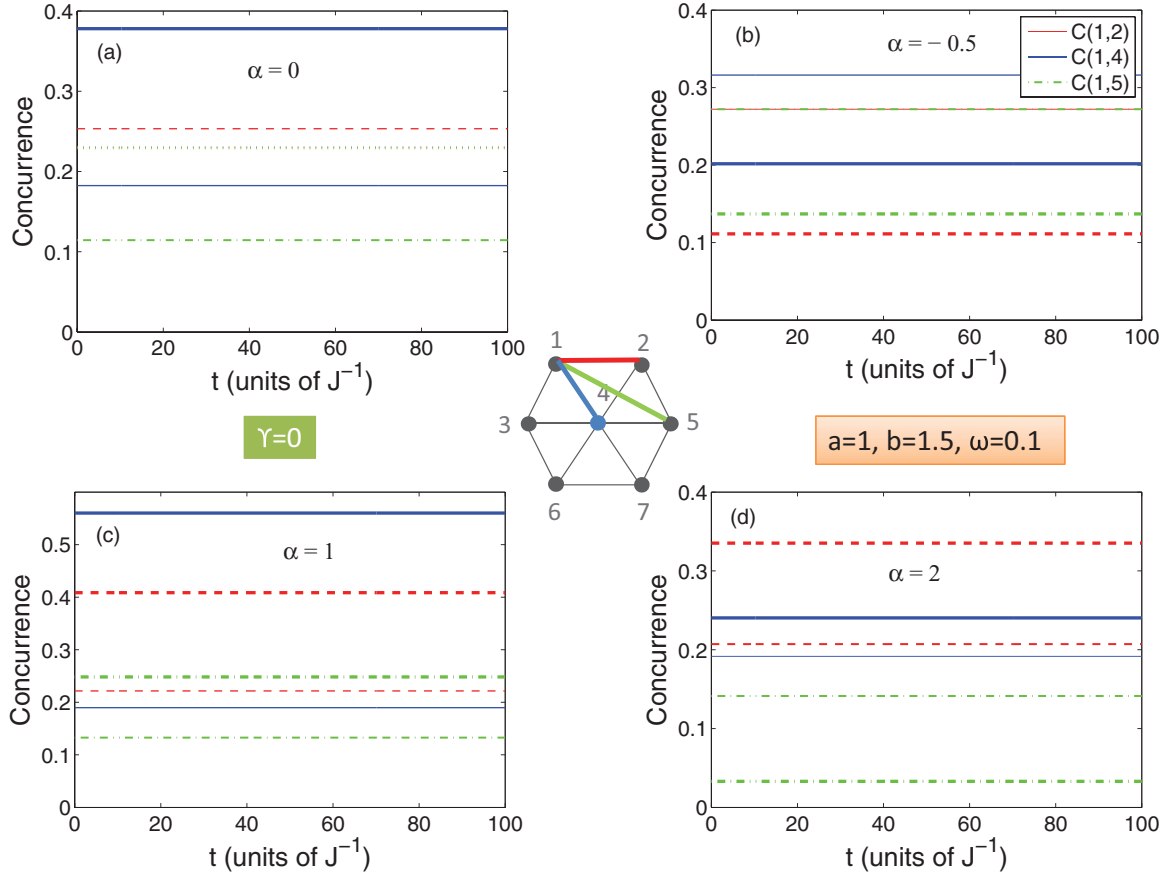 0.4
0.3
0.2
0.1
0
Concurrence
(a)
α = 0
0 20 40 60 80 100
t (units of J⁻¹)
0.4
0.3
0.2
0.1
0
Concurrence
(b)
α = − 0.5
C(1,2)
C(1,4)
C(1,5)
0 20 40 60 80 100
t (units of J⁻¹)
ϒ=0
1 2
4
3 5
6 7
a=1, b=1.5, ω=0.1
0.5
0.4
0.3
0.2
0.1
0
Concurrence
(c)
α = 1
0 20 40 60 80 100
t (units of J⁻¹)
0.4
0.3
0.2
0.1
0
Concurrence
(d)
α = 2
0 20 40 60 80 100
t (units of J⁻¹)